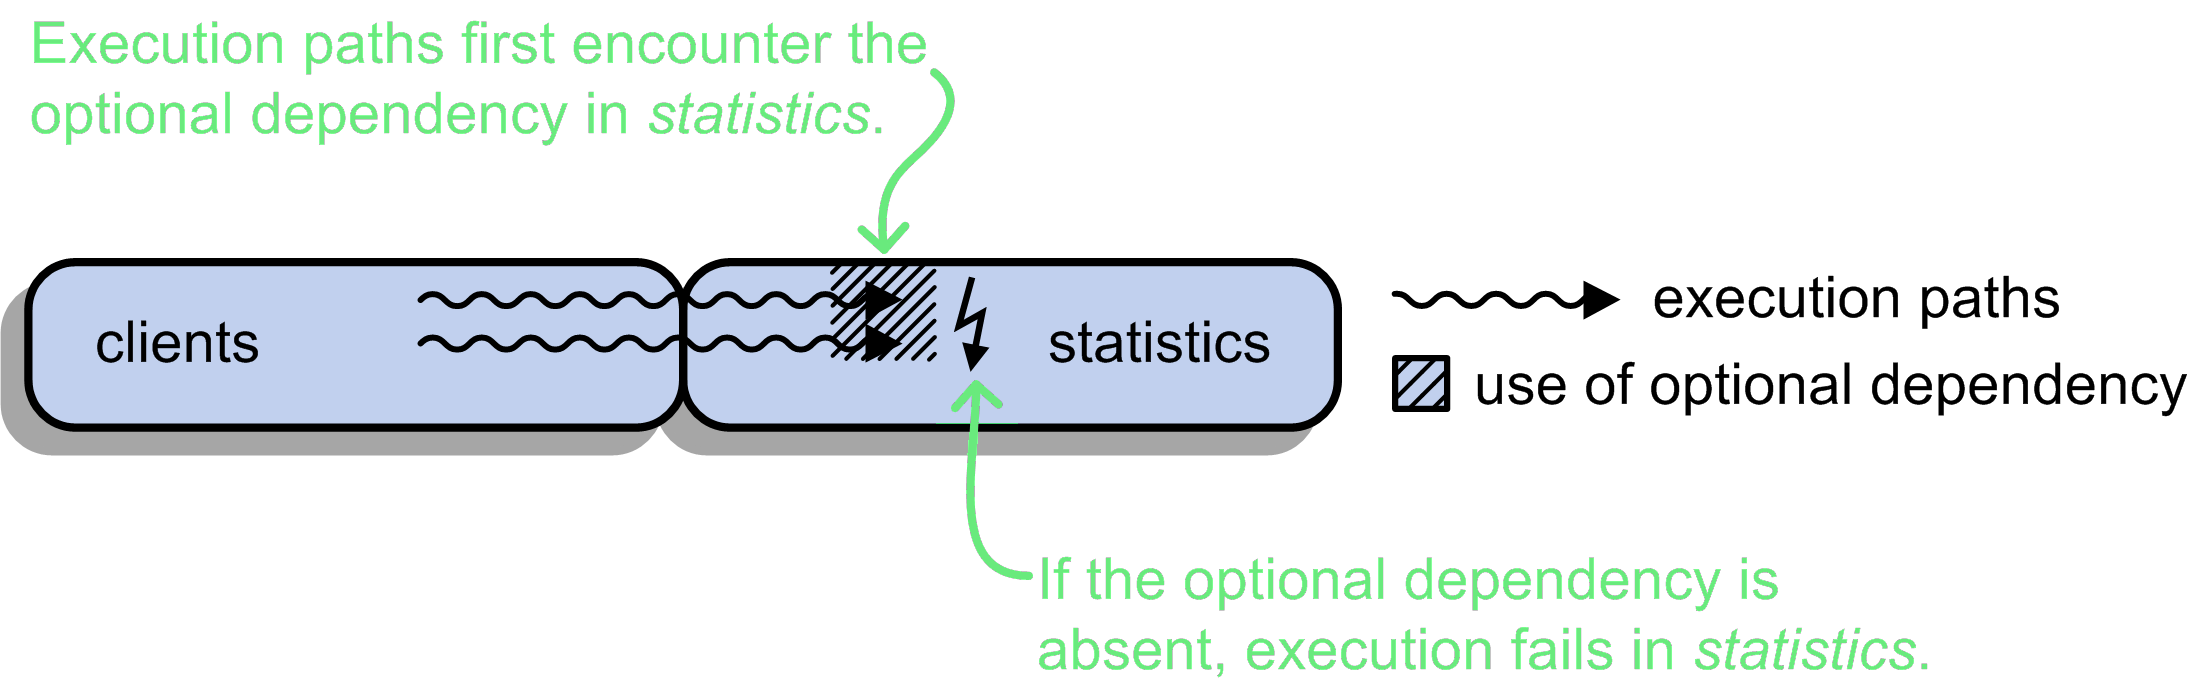 Execution paths first encounter the
optional dependency in statistics.
clients
statistics
execution paths
use of optional dependency
If the optional dependency is
absent, execution fails in statistics.